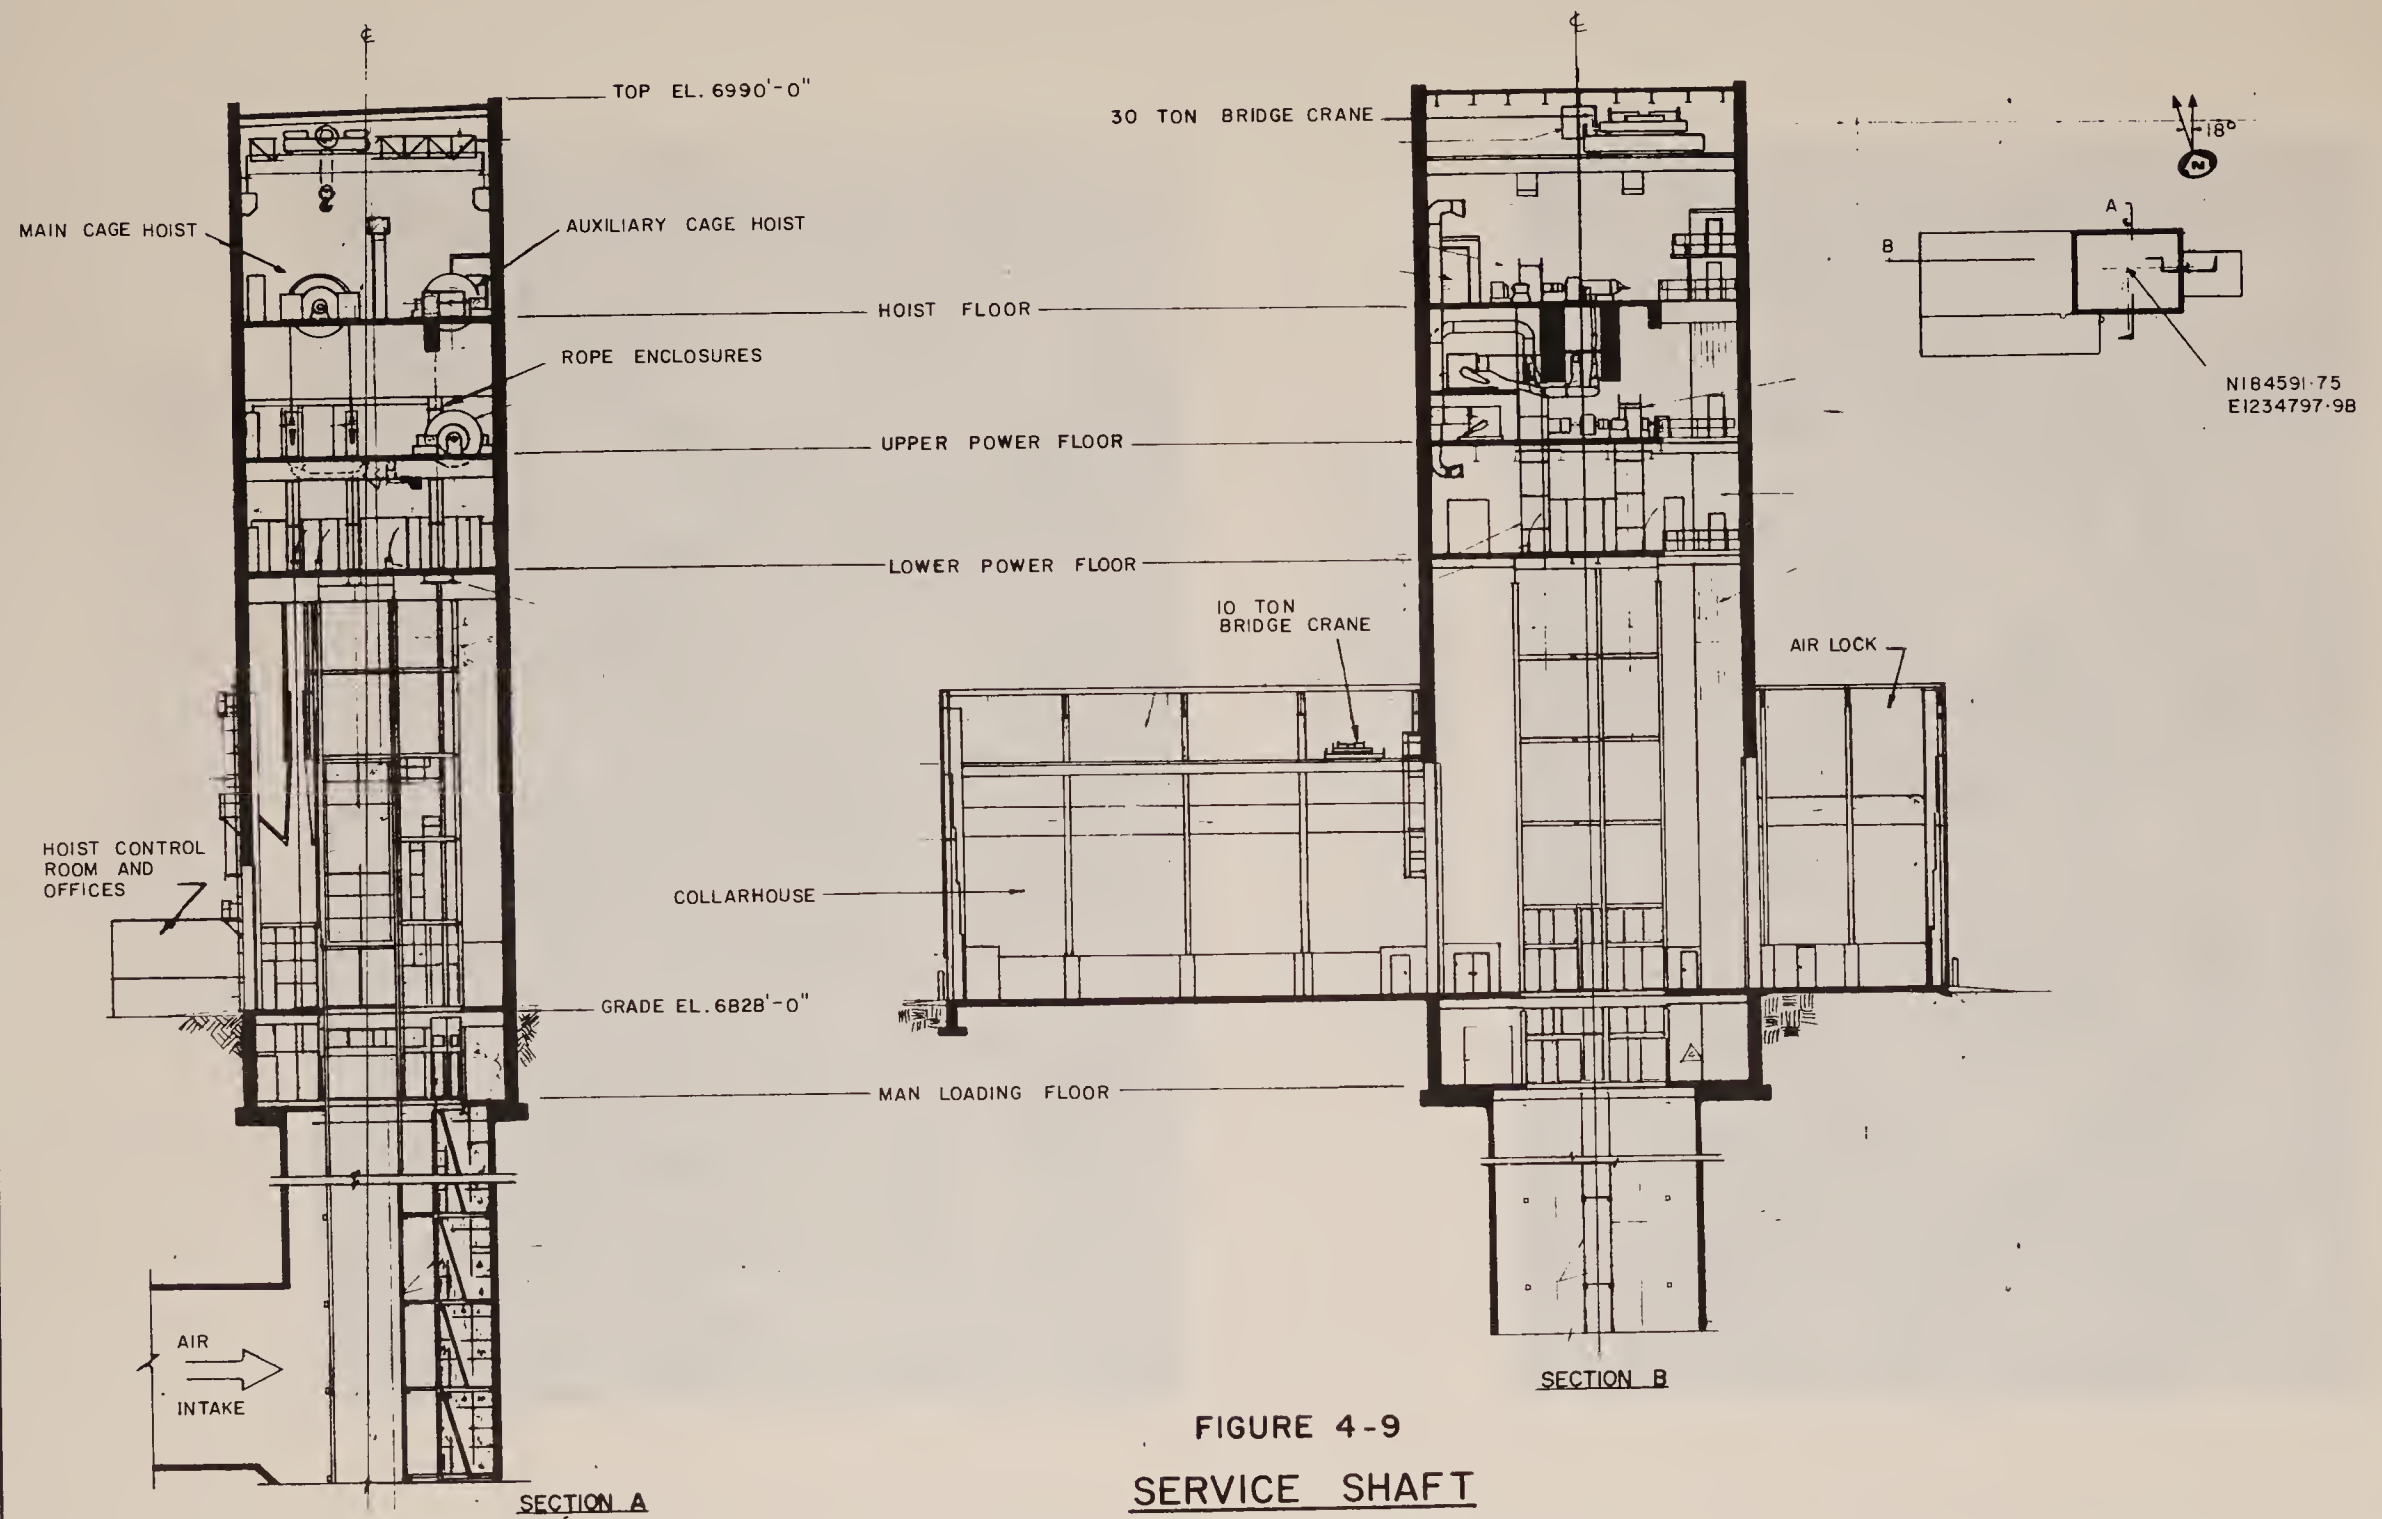 ℄
℄
TOP EL. 6990'-0"
30 TON BRIDGE CRANE
18°
N
MAIN CAGE HOIST
AUXILIARY CAGE HOIST
A
B
HOIST FLOOR
ROPE ENCLOSURES
N184591·75
E1234797·98
UPPER POWER FLOOR
LOWER POWER FLOOR
10 TON
BRIDGE CRANE
AIR LOCK
HOIST CONTROL
ROOM AND
OFFICES
COLLARHOUSE
GRADE EL. 6828'-0"
MAN LOADING FLOOR
AIR
INTAKE
SECTION A
SECTION B
FIGURE 4-9
SERVICE SHAFT